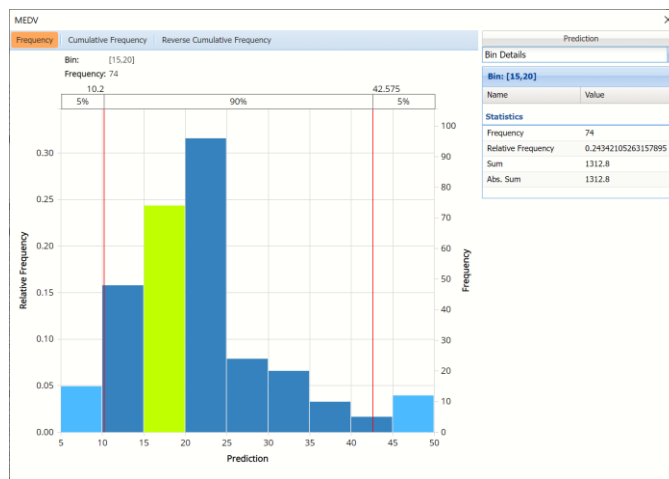 MEDV
Frequency Cumulative Frequency Reverse Cumulative Frequency
Bin: [15,20]
Frequency: 74
10.2 42.575
5% 90% 5%
0.30
0.25
0.20
0.15
0.10
0.05
0.00
Relative Frequency
100
90
80
70
60
50
40
30
20
10
0
Frequency
5 10 15 20 25 30 35 40 45 50
Prediction
Prediction
Bin Details
Bin: [15,20]
Name Value
Statistics
Frequency 74
Relative Frequency 0.24342105263157895
Sum 1312.8
Abs. Sum 1312.8